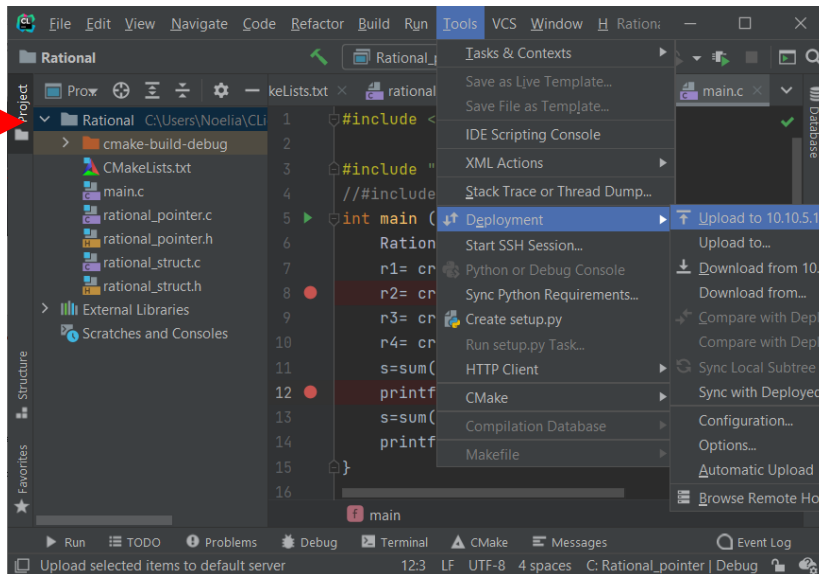 File Edit View Navigate Code Refactor Build Run Tools VCS Window H Rationa
Rational
Rational_
Project
Pro
keLists.txt
rational
main.c
Database
Rational C:\Users\Noelia\CLi
cmake-build-debug
CMakeLists.txt
main.c
rational_pointer.c
rational_pointer.h
rational_struct.c
rational_struct.h
External Libraries
Scratches and Consoles
Structure
Favorites
1 #include <
2
3 #include "
4 //#include
5 int main (
6 Ration
7 r1= cr
8 r2= cr
9 r3= cr
10 r4= cr
11 s=sum(
12 printf
13 s=sum(
14 printf
15 }
16
main
Tasks & Contexts
Save as Live Template...
Save File as Template...
IDE Scripting Console
XML Actions
Stack Trace or Thread Dump...
Deployment
Start SSH Session...
Python or Debug Console
Sync Python Requirements...
Create setup.py
Run setup.py Task...
HTTP Client
CMake
Compilation Database
Makefile
Upload to 10.10.5.1
Upload to...
Download from 10.
Download from...
Compare with Depl
Compare with Depl
Sync Local Subtree
Sync with Deployed
Configuration...
Options...
Automatic Upload
Browse Remote Ho
Run TODO Problems Debug Terminal CMake Messages Event Log
Upload selected items to default server 12:3 LF UTF-8 4 spaces C: Rational_pointer | Debug